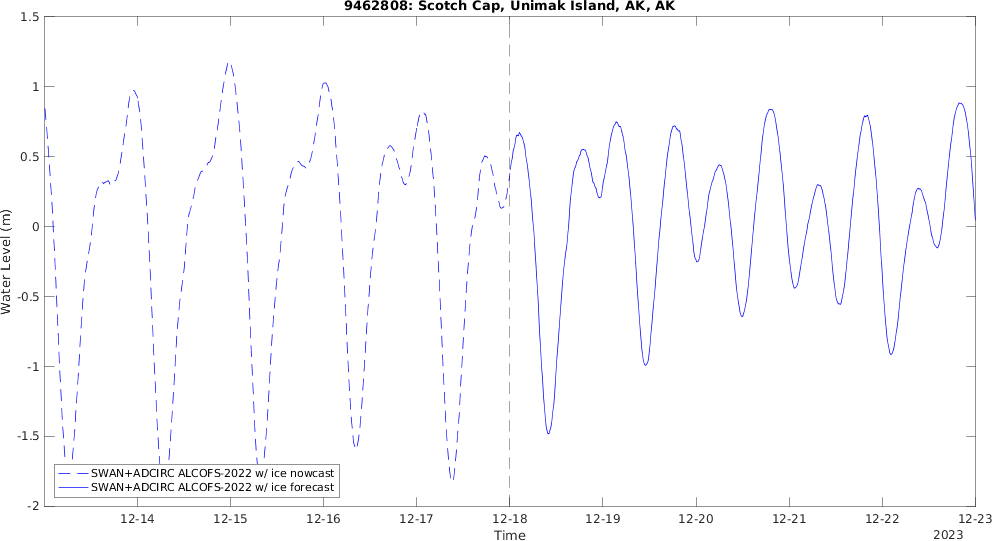 9462808: Scotch Cap, Unimak Island, AK, AK
Water Level (m)
1.5
1
0.5
0
-0.5
-1
-1.5
-2
SWAN+ADCIRC ALCOFS-2022 w/ ice nowcast
SWAN+ADCIRC ALCOFS-2022 w/ ice forecast
12-14 12-15 12-16 12-17 12-18 12-19 12-20 12-21 12-22 12-23
Time
2023